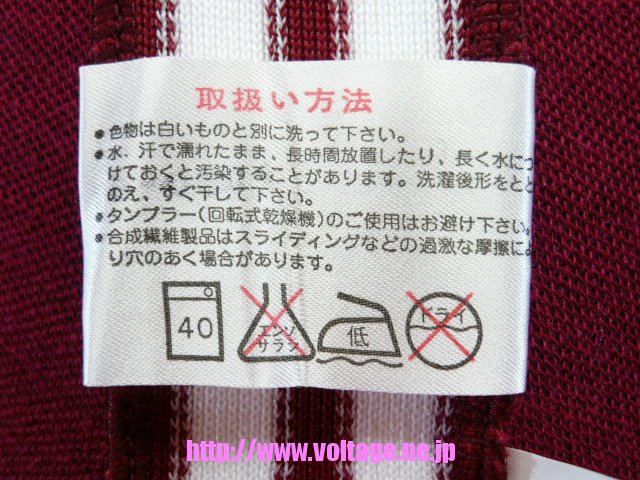 取扱い方法
●色物は白いものと別に洗って下さい。
●水、汗で濡れたまま、長時間放置したり、長く水につ
けておくと汚染することがあります。洗濯後形をとと
のえ、すぐ干して下さい。
●タンブラー(回転式乾燥機)のご使用はお避け下さい。
●合成繊維製品はスライディングなどの過激な摩擦によ
り穴のあく場合があります。
40 エンソサラシ 低 ドライ
http://www.voltage.ne.jp